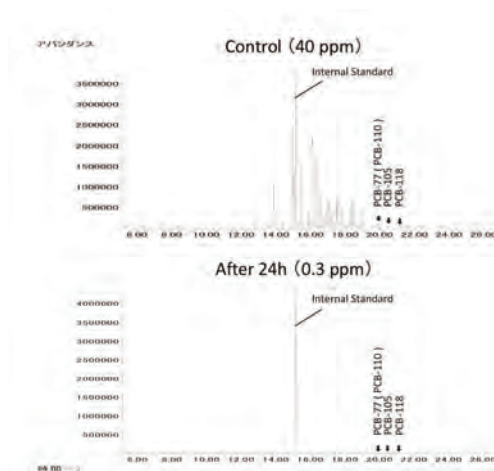 アバンダンス
Control (40 ppm)
Internal Standard
3500000
3000000
2500000
2000000
1500000
1000000
500000
PCB-77 ( PCB-110 )
PCB-105
PCB-118
6.00 8.00 10.00 12.00 14.00 16.00 18.00 20.00 22.00 24.00 26.00
After 24h (0.3 ppm)
Internal Standard
4000000
3500000
3000000
2500000
2000000
1500000
1000000
500000
PCB-77 ( PCB-110 )
PCB-105
PCB-118
6.00 8.00 10.00 12.00 14.00 16.00 18.00 20.00 22.00 24.00 26.00